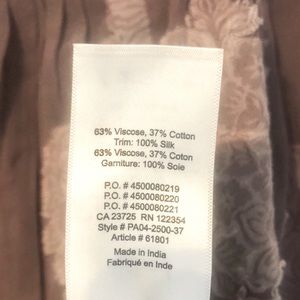 63% Viscose, 37% Cotton
Trim: 100% Silk
63% Viscose, 37% Coton
Garniture: 100% Soie
P.O. # 4500080219
P.O. # 4500080220
P.O. # 4500080221
CA 23725 RN 122354
Style # PA04-2500-37
Article # 61801
Made in India
Fabriqué en Inde